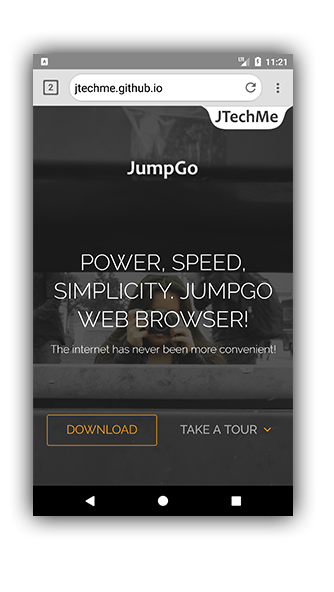 11:21
2
jtechme.github.io
JTechMe
JumpGo
POWER, SPEED,
SIMPLICITY. JUMPGO
WEB BROWSER!
The internet has never been more convenient!
DOWNLOAD
TAKE A TOUR